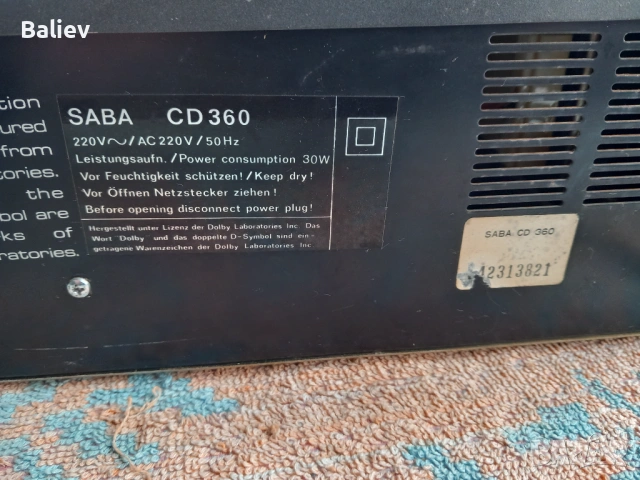 Baliev
tion
ured
from
ories.
the
bol are
ks of
ratories.
SABA CD 360
220V~/AC 220V/50Hz
Leistungsaufn./Power consumption 30W
Vor Feuchtigkeit schützen!/Keep dry!
Vor Öffnen Netzstecker ziehen!
Before opening disconnect power plug!
Hergestellt unter Lizenz der Dolby Laboratories Inc. Das
Wort Dolby und das doppelte D-Symbol sind ein-
getragene Warenzeichen der Dolby Laboratories Inc
SABA CD 360
42313821